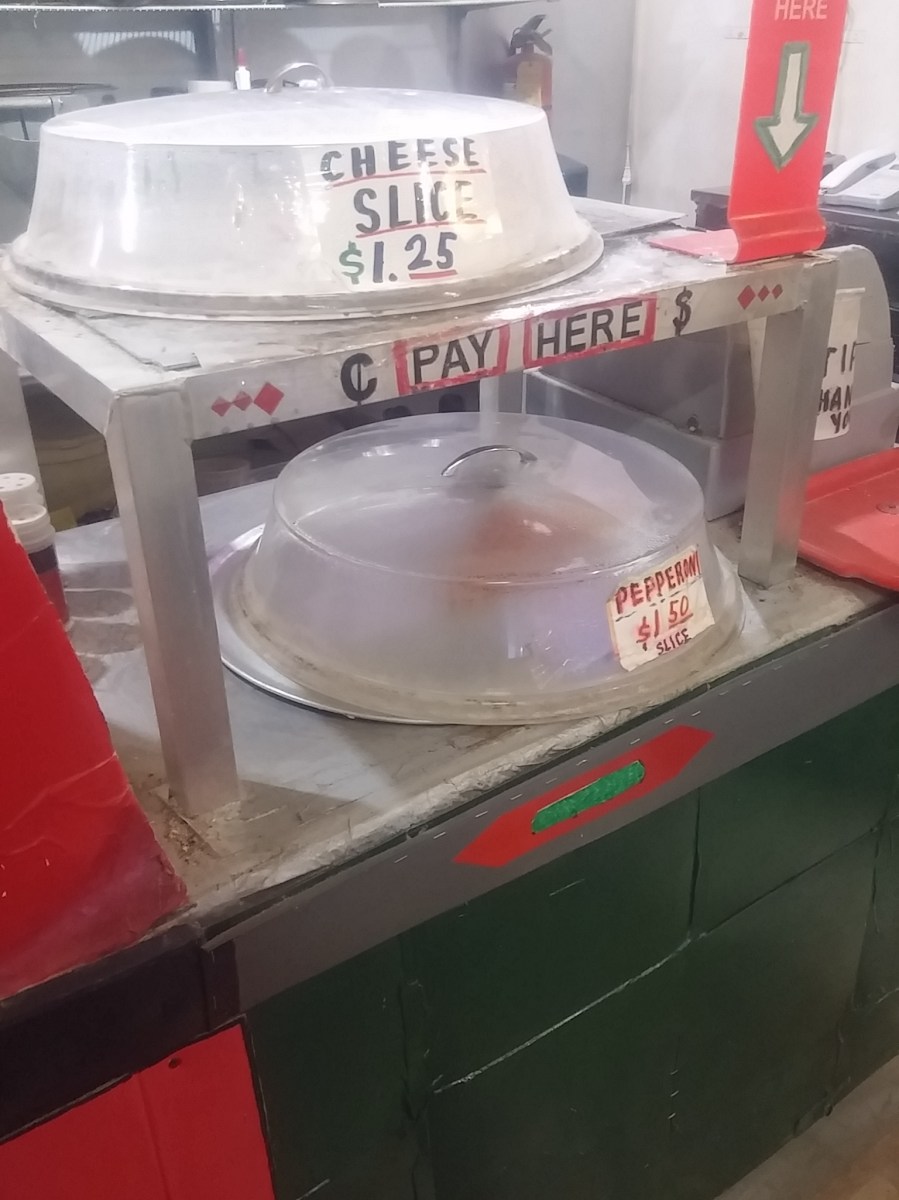 HERE
CHEESE
SLICE
$1.25
¢ PAY HERE $
PEPPERONI
$1 50
SLICE